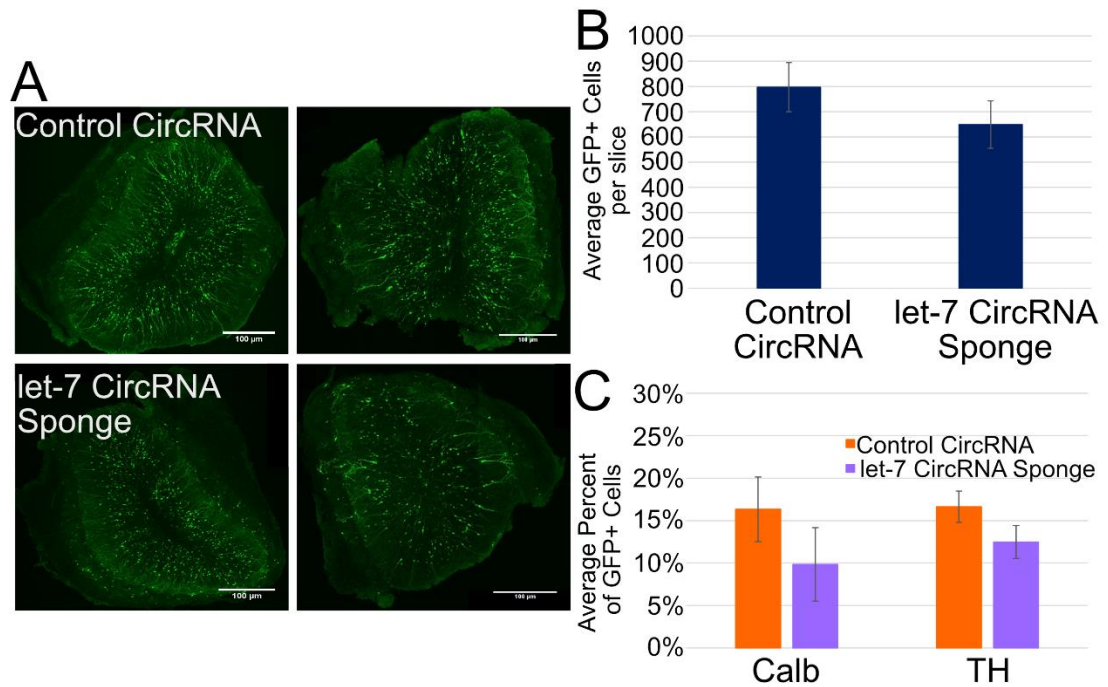 A
Control CircRNA
100 µm
100 µm
let-7 CircRNA
Sponge
100 µm
100 µm
B
Average GFP+ Cells
per slice
1000
900
800
700
600
500
400
300
200
100
0
Control
CircRNA
let-7 CircRNA
Sponge
C
Average Percent
of GFP+ Cells
30%
25%
20%
15%
10%
5%
0%
Control CircRNA
let-7 CircRNA Sponge
Calb
TH